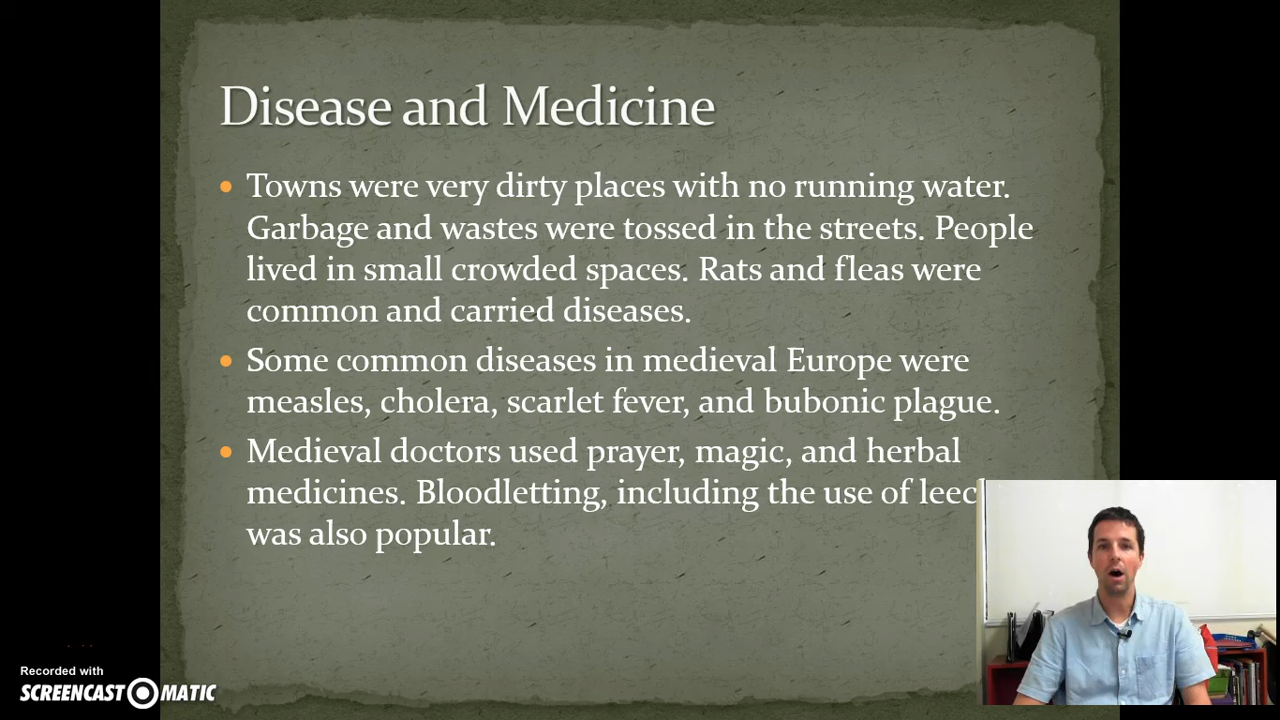 Disease and Medicine
• Towns were very dirty places with no running water.
Garbage and wastes were tossed in the streets. People
lived in small crowded spaces. Rats and fleas were
common and carried diseases.
• Some common diseases in medieval Europe were
measles, cholera, scarlet fever, and bubonic plague.
• Medieval doctors used prayer, magic, and herbal
medicines. Bloodletting, including the use of
was also popular.
Recorded with
SCREENCAST MATIC